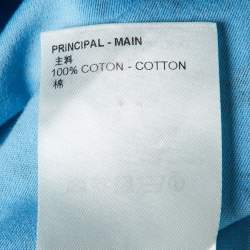 PRINCIPAL - MAIN
主料
100% COTON - COTTON
棉